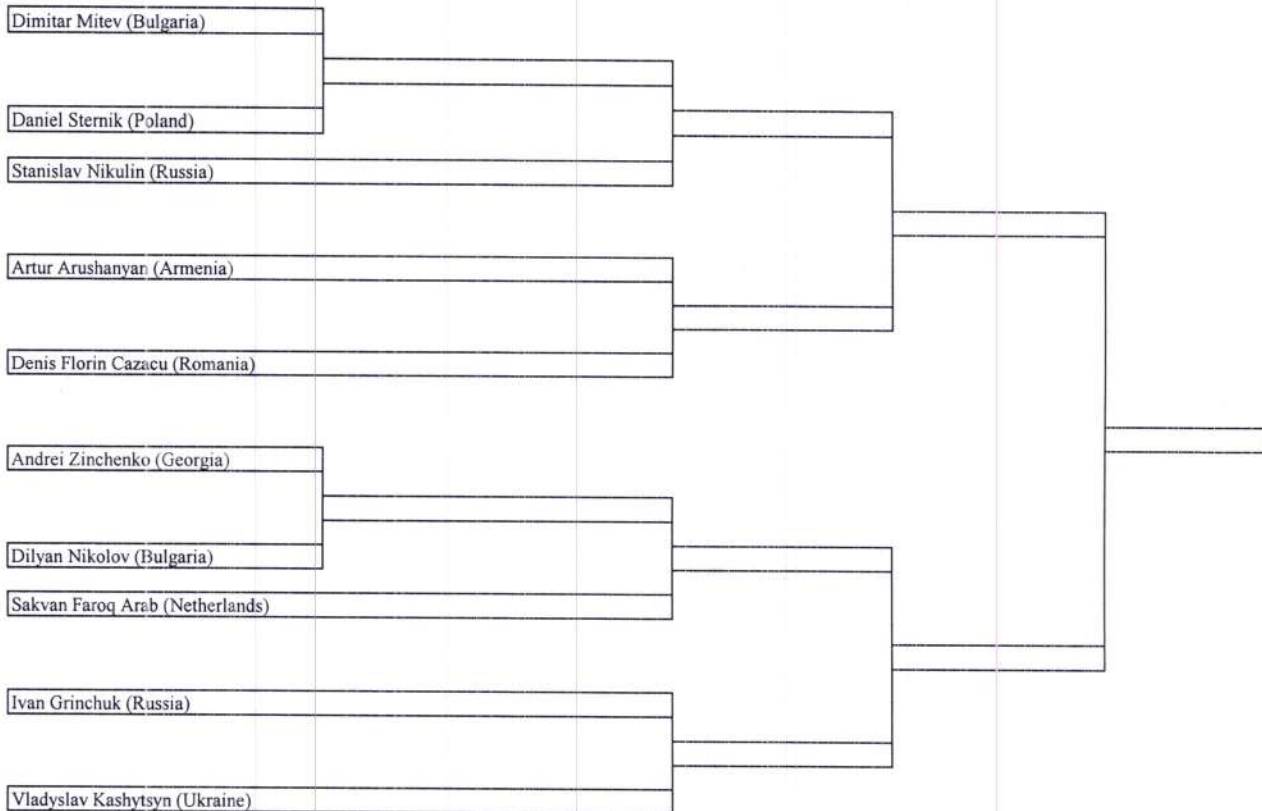 Dimitar Mitev (Bulgaria)
Daniel Sternik (Poland)
Stanislav Nikulin (Russia)
Artur Arushanyan (Armenia)
Denis Florin Cazacu (Romania)
Andrei Zinchenko (Georgia)
Dilyan Nikolov (Bulgaria)
Sakvan Faroq Arab (Netherlands)
Ivan Grinchuk (Russia)
Vladyslav Kashytsyn (Ukraine)